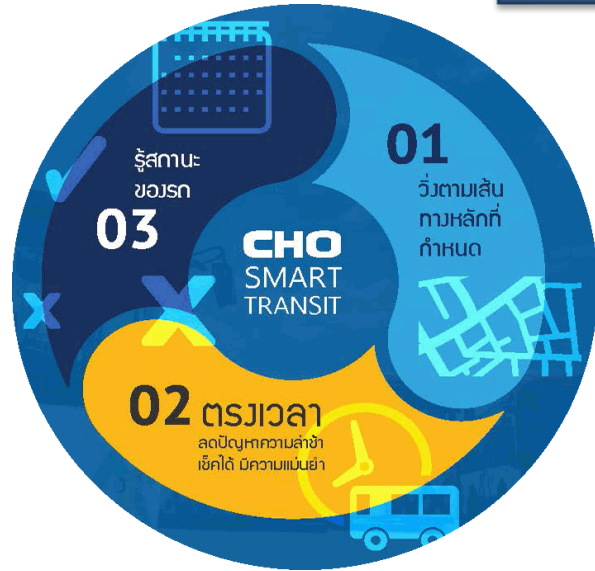 CHO
SMART
TRANSIT
01
วิ่งตามเส้น
ทางหลักที่
กำหนด
02 ตรงเวลา
ลดปัญหาความล่าช้า
เช็คได้ มีความแม่นยำ
รู้สถานะ
ของรถ
03